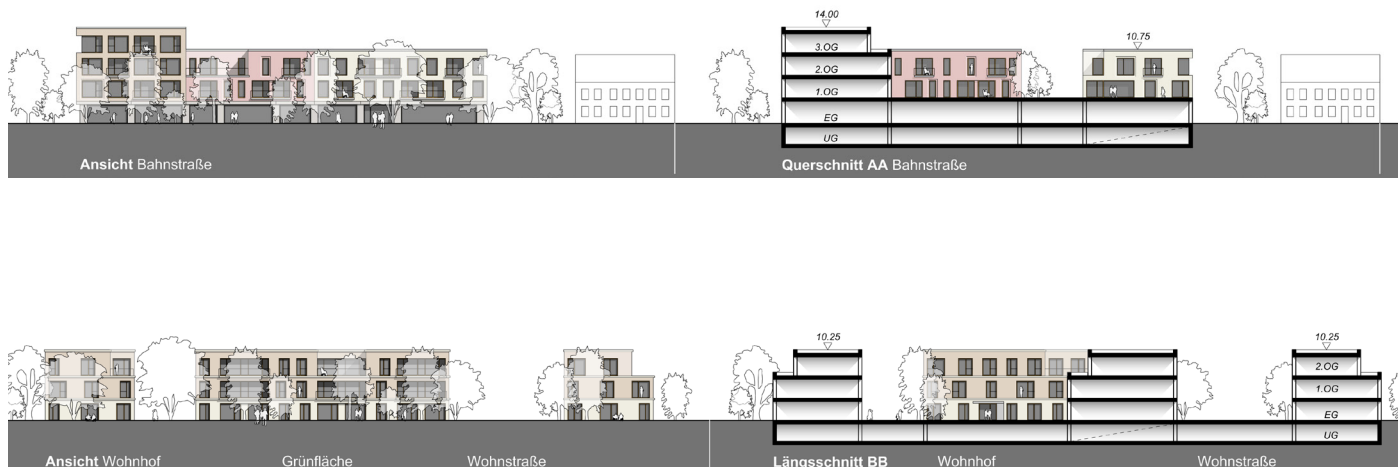 14.00
10.75
3.OG
2.OG
1.OG
EG
UG
Ansicht Bahnstraße
Querschnitt AA Bahnstraße
10.25
10.25
2.OG
1.OG
EG
UG
Ansicht Wohnhof Grünfläche Wohnstraße
Längsschnitt BB Wohnhof Wohnstraße